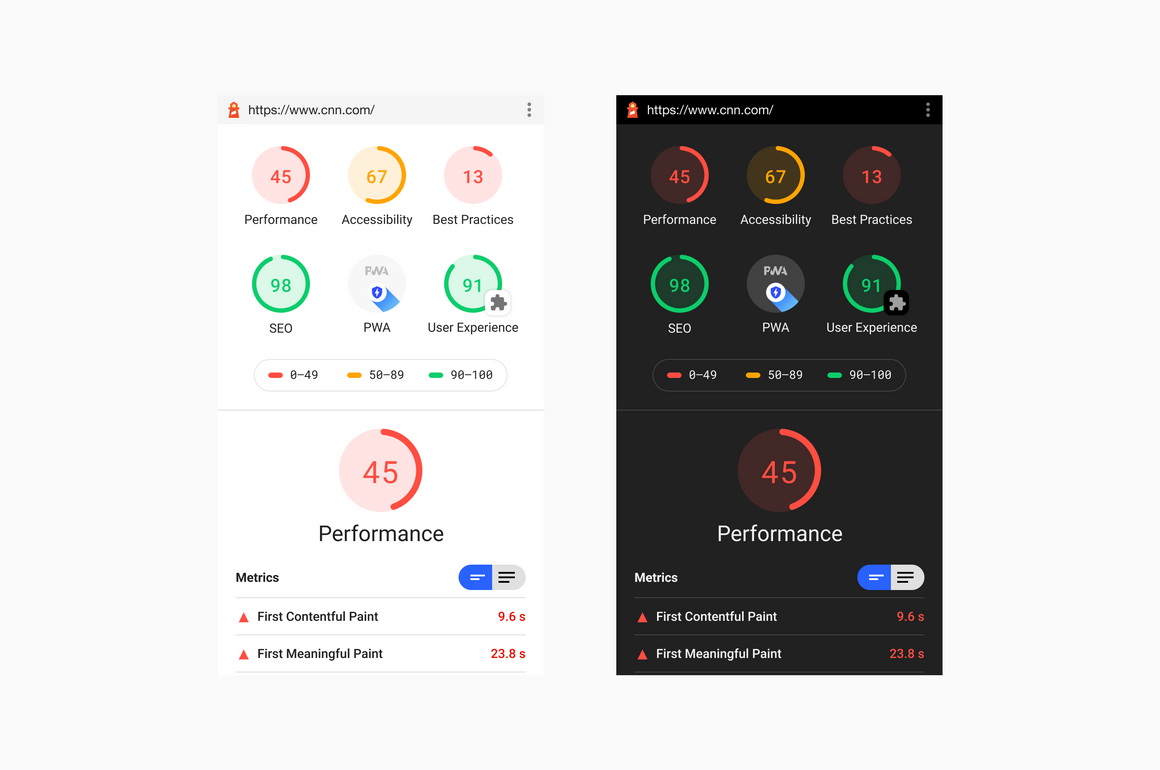 https://www.cnn.com/
45 67 13
Performance Accessibility Best Practices
PWA
98 91
SEO PWA User Experience
0–49 50–89 90–100
45
Performance
Metrics
First Contentful Paint 9.6 s
First Meaningful Paint 23.8 s
https://www.cnn.com/
45 67 13
Performance Accessibility Best Practices
PWA
98 91
SEO PWA User Experience
0–49 50–89 90–100
45
Performance
Metrics
First Contentful Paint 9.6 s
First Meaningful Paint 23.8 s